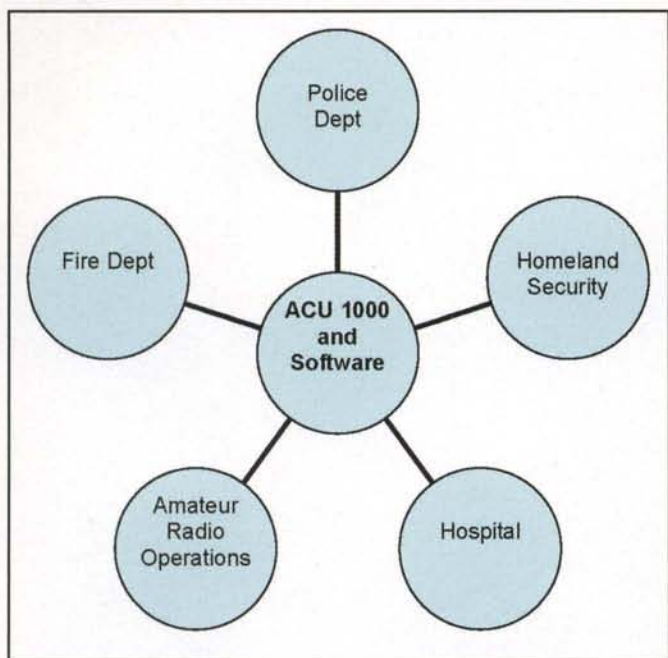 Police
Dept
Fire Dept
Homeland
Security
ACU 1000
and
Software
Amateur
Radio
Operations
Hospital